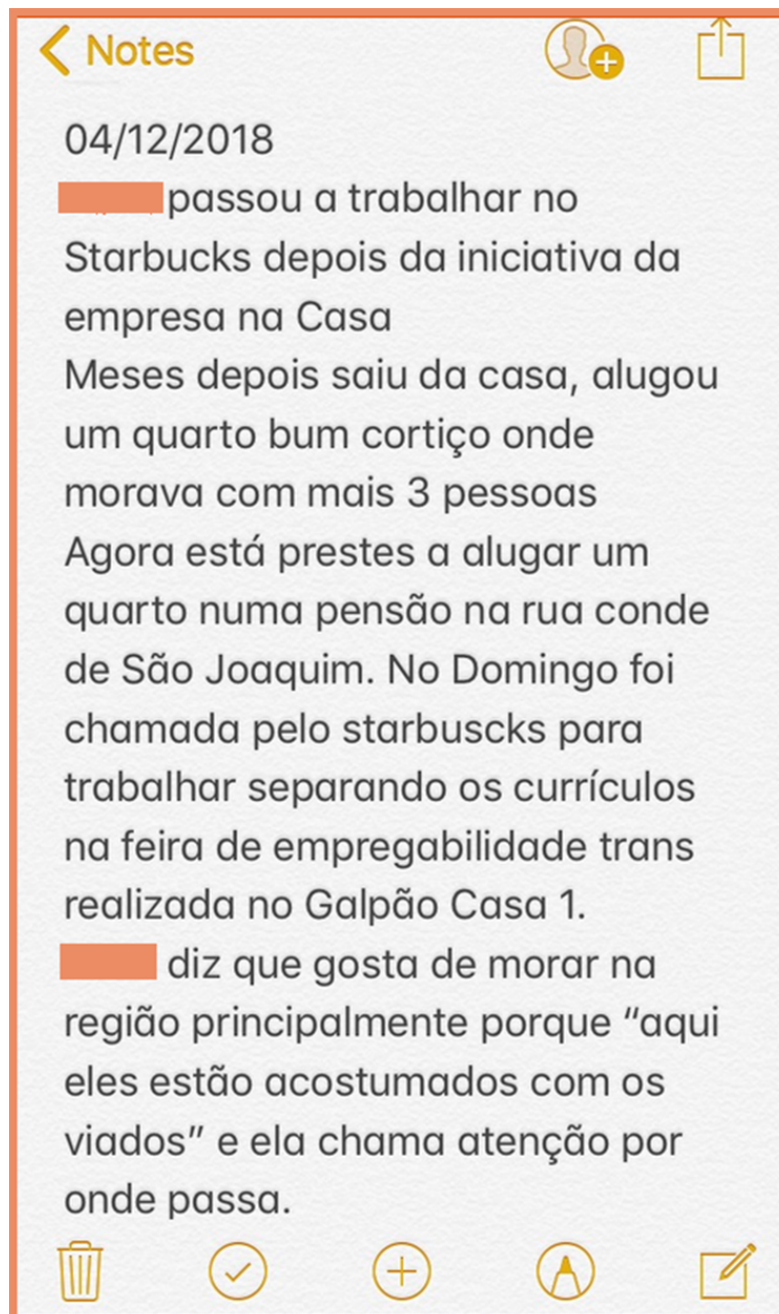 Notes
04/12/2018
passou a trabalhar no
Starbucks depois da iniciativa da
empresa na Casa
Meses depois saiu da casa, alugou
um quarto bum cortiço onde
morava com mais 3 pessoas
Agora está prestes a alugar um
quarto numa pensão na rua conde
de São Joaquim. No Domingo foi
chamada pelo starbuscks para
trabalhar separando os currículos
na feira de empregabilidade trans
realizada no Galpão Casa 1.
diz que gosta de morar na
região principalmente porque “aqui
eles estão acostumados com os
viados” e ela chama atenção por
onde passa.